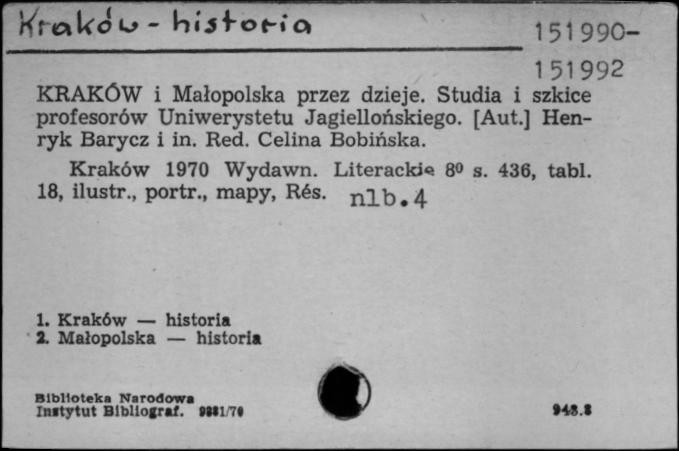 Kraków - historia
151990-
151992
KRAKÓW i Małopolska przez dzieje. Studia i szkice
profesorów Uniwerystetu Jagiellońskiego. [Aut.] Hen-
ryk Barycz i in. Red. Celina Bobińska.
Kraków 1970 Wydawn. Literackie 8⁰ s. 436, tabl.
18, ilustr., portr., mapy, Rés. nlb. 4
1. Kraków — historia
2. Małopolska — historia
Biblioteka Narodowa
Instytut Bibliograf.
943.8